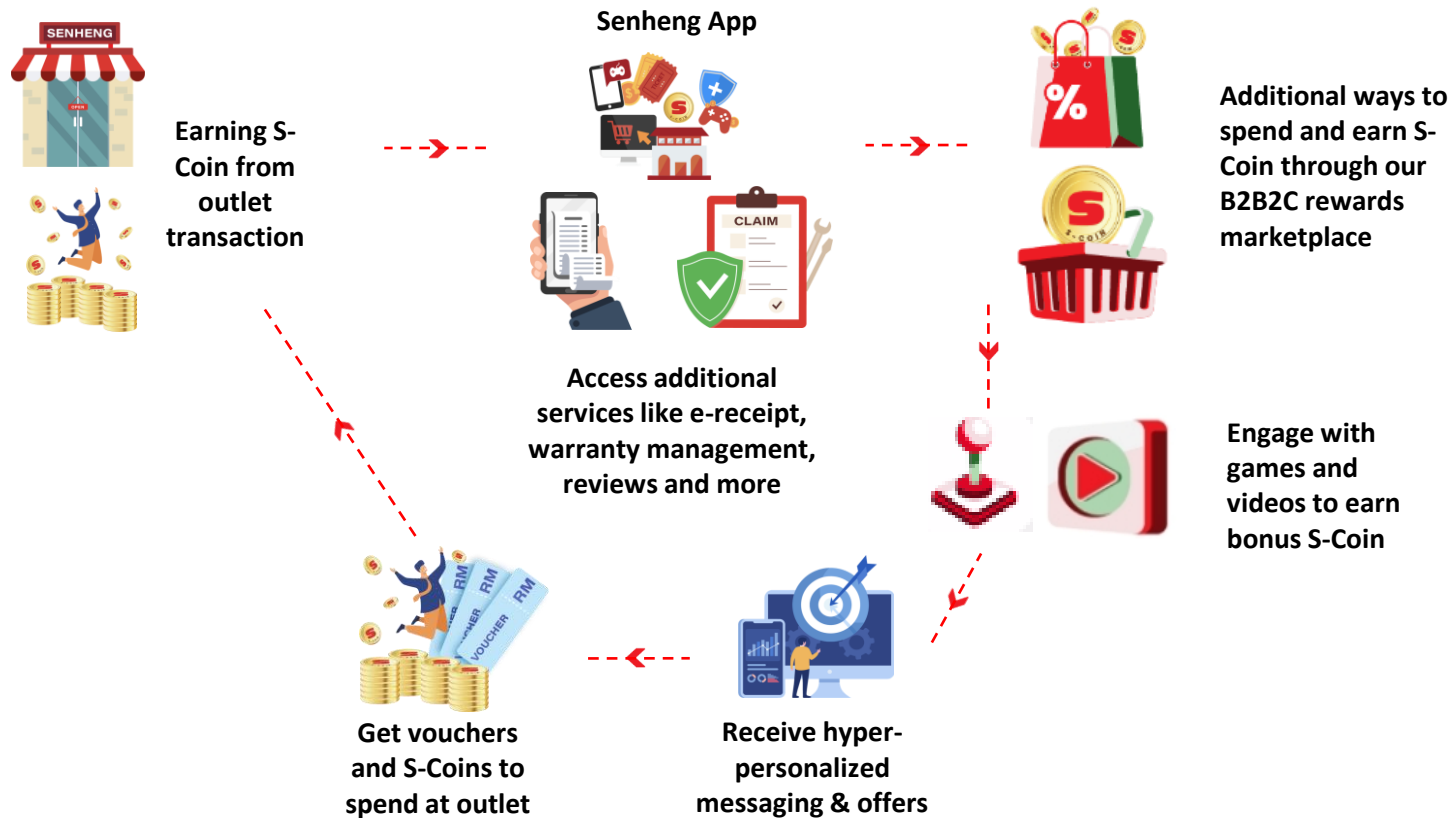 SENHENG
OPEN
Earning S-
Coin from
outlet
transaction
Senheng App
S
CLAIM
Access additional
services like e-receipt,
warranty management,
reviews and more
%
S
S-COIN
Additional ways to
spend and earn S-
Coin through our
B2B2C rewards
marketplace
Engage with
games and
videos to earn
bonus S-Coin
Receive hyper-
personalized
messaging & offers
RM
RM
RM
VOUCHER
Get vouchers
and S-Coins to
spend at outlet